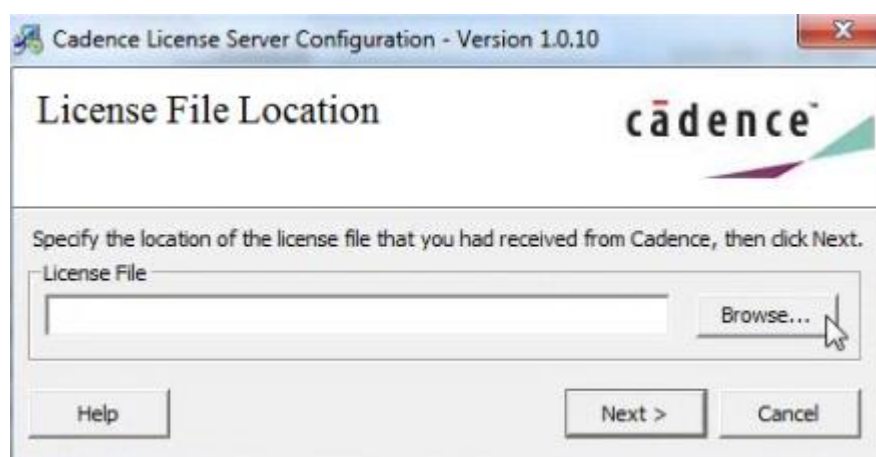 Cadence License Server Configuration - Version 1.0.10
License File Location
cādence™
Specify the location of the license file that you had received from Cadence, then click Next.
License File
Browse...
Help
Next >
Cancel